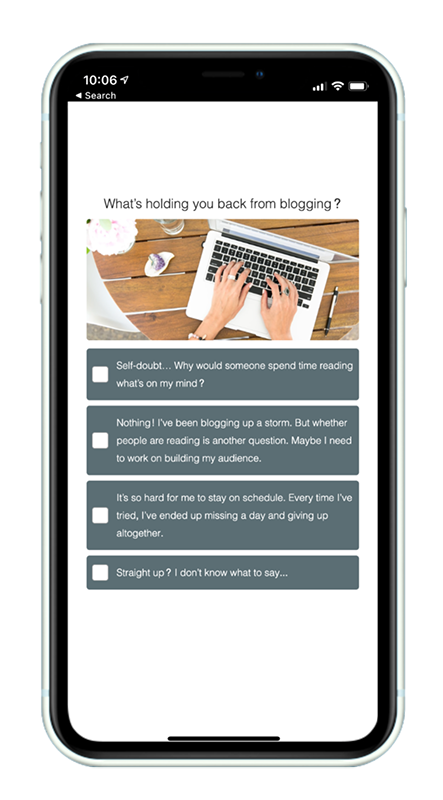 10:06
◀ Search
What's holding you back from blogging?
Self-doubt... Why would someone spend time reading
what's on my mind?
Nothing! I've been blogging up a storm. But whether
people are reading is another question. Maybe I need
to work on building my audience.
It's so hard for me to stay on schedule. Every time I've
tried, I've ended up missing a day and giving up
altogether.
Straight up? I don't know what to say...